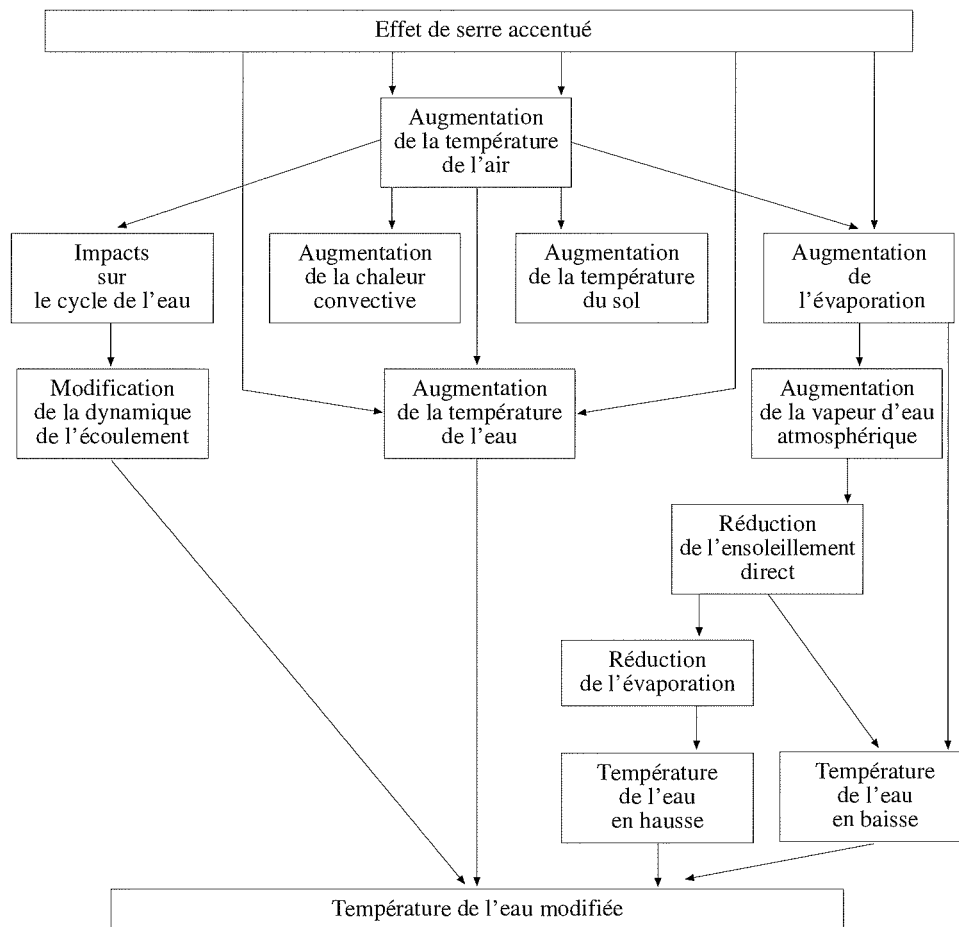 Effet de serre accentué
Augmentation
de la température
de l'air
Impacts
sur
le cycle de l'eau
Augmentation
de la chaleur
convective
Augmentation
de la température
du sol
Augmentation
de
l'évaporation
Modification
de la dynamique
de l'écoulement
Augmentation
de la température
de l'eau
Augmentation
de la vapeur d'eau
atmosphérique
Réduction
de l'ensoleillement
direct
Réduction
de l'évaporation
Température
de l'eau
en hausse
Température
de l'eau
en baisse
Température de l'eau modifiée